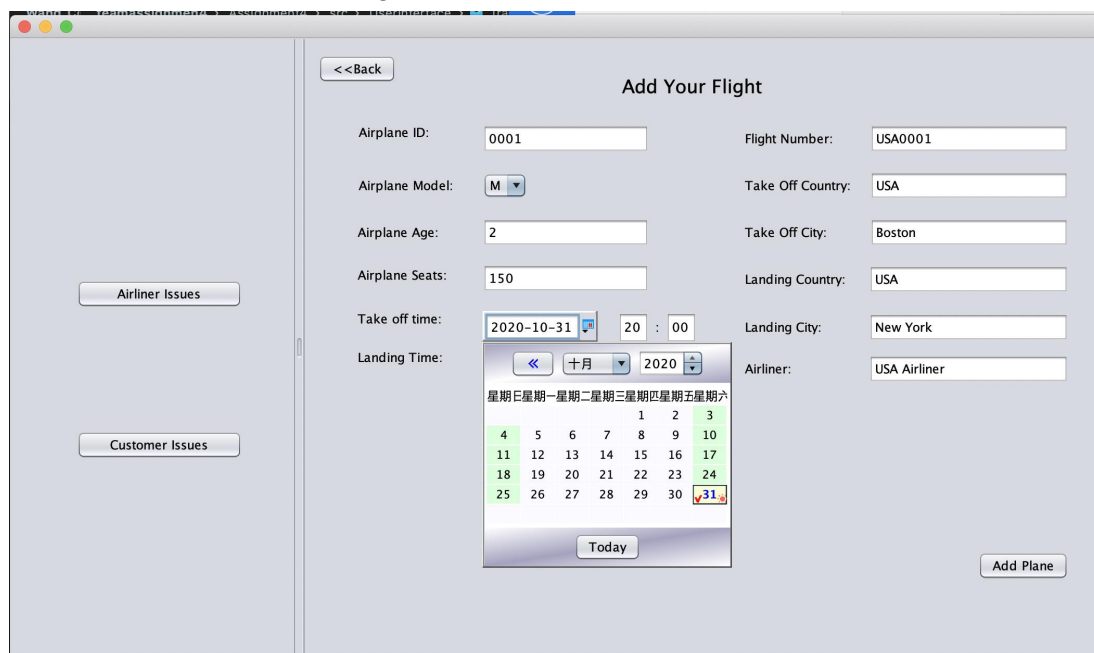 <<Back
Add Your Flight
Airplane ID: 0001 Flight Number: USA0001
Airplane Model: M Take Off Country: USA
Airplane Age: 2 Take Off City: Boston
Airplane Seats: 150 Landing Country: USA
Airliner Issues
Take off time: 2020-10-31 20 : 00 Landing City: New York
Landing Time: Airliner: USA Airliner
十月 2020
星期日 星期一 星期二 星期三 星期四 星期五 星期六
1 2 3
4 5 6 7 8 9 10
11 12 13 14 15 16 17
18 19 20 21 22 23 24
25 26 27 28 29 30 31
Customer Issues
Today
Add Plane